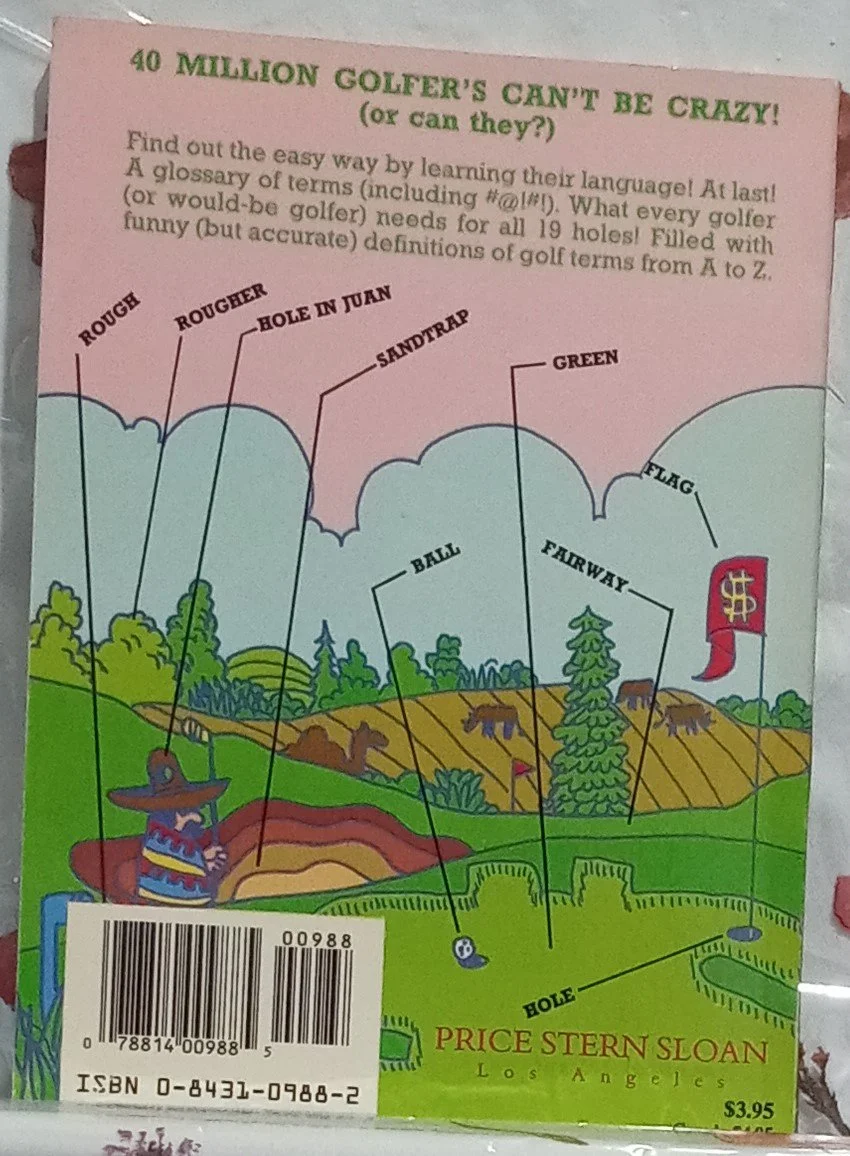 40 MILLION GOLFER'S CAN'T BE CRAZY!
(or can they?)
Find out the easy way by learning their language! At last!
A glossary of terms (including #@!#!). What every golfer
(or would-be golfer) needs for all 19 holes! Filled with
funny (but accurate) definitions of golf terms from A to Z.
ROUGH
ROUGHER
HOLE IN JUAN
SANDTRAP
GREEN
FLAG
BALL
FAIRWAY
$
HOLE
00988
0 78814 00988 5
ISBN 0-8431-0988-2
PRICE STERN SLOAN
Los Angeles
$3.95